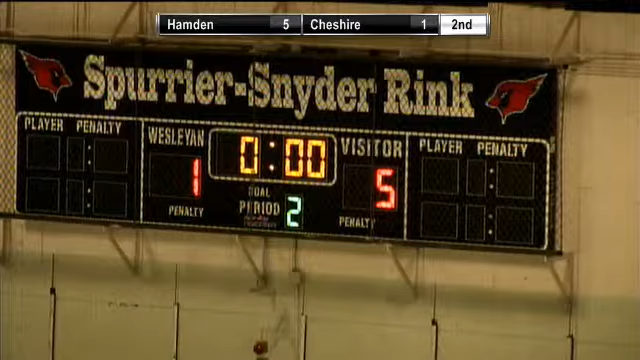 Hamden 5 Cheshire 1 2nd
Spurrier-Snyder Rink
PLAYER PENALTY WESLEYAN 0:00 VISITOR PLAYER PENALTY
1 5
GOAL
PENALTY PERIOD 2 PENALTY